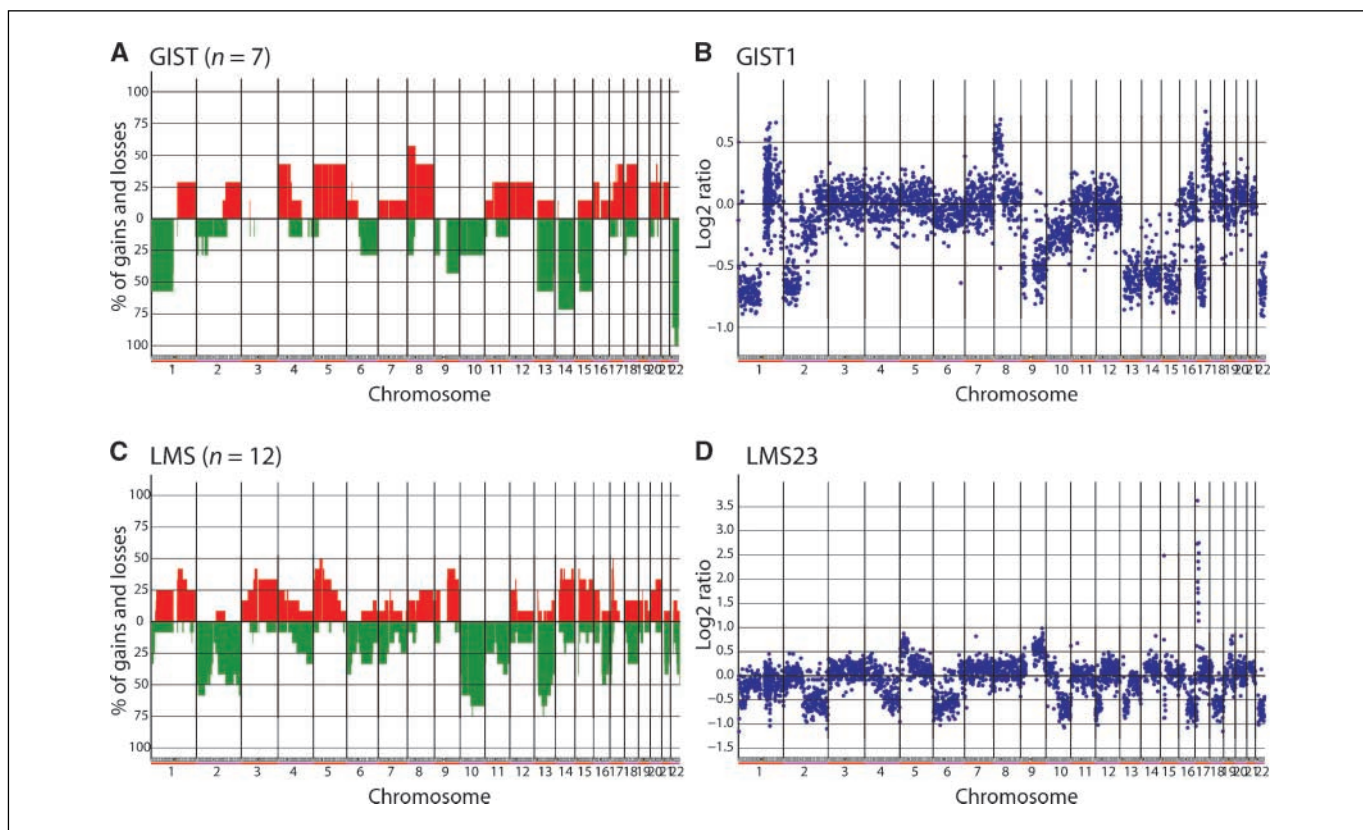 A GIST (n = 7)
100
75
50
25
0
25
50
75
100
% of gains and losses
1 2 3 4 5 6 7 8 9 10 11 12 13 14 15 16 17 18 19 20 21 22
Chromosome
B GIST1
0.5
0.0
−0.5
−1.0
Log2 ratio
1 2 3 4 5 6 7 8 9 10 11 12 13 14 15 16 17 18 19 20 21 22
Chromosome
C LMS (n = 12)
100
75
50
25
0
25
50
75
100
% of gains and losses
1 2 3 4 5 6 7 8 9 10 11 12 13 14 15 16 17 18 19 20 21 22
Chromosome
D LMS23
3.5
3.0
2.5
2.0
1.5
1.0
0.5
0.0
−0.5
−1.0
−1.5
Log2 ratio
1 2 3 4 5 6 7 8 9 10 11 12 13 14 15 16 17 18 19 20 21 22
Chromosome